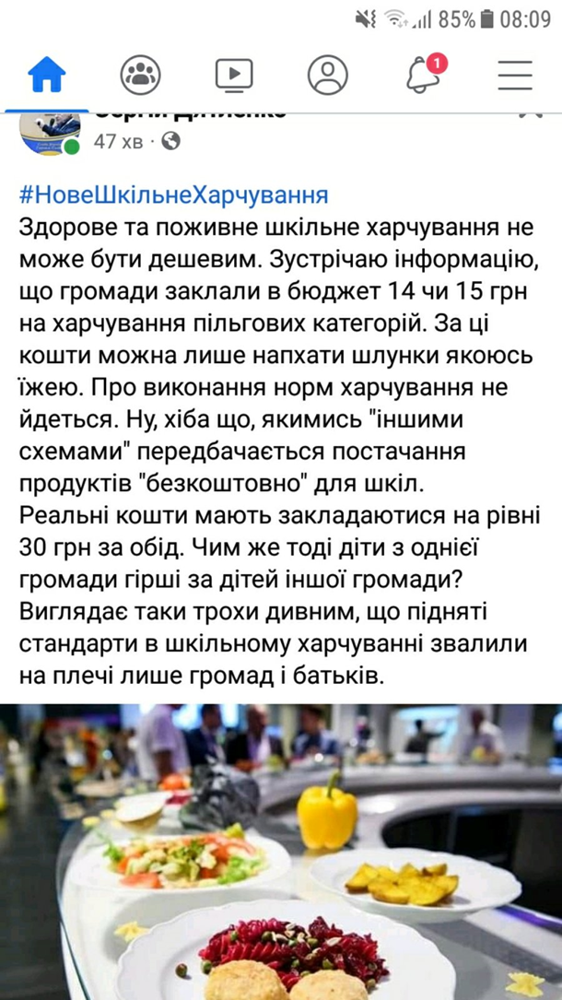 85% 08:09
1
47 хв ·
#НовеШкільнеХарчування
Здорове та поживне шкільне харчування не
може бути дешевим. Зустрічаю інформацію,
що громади заклали в бюджет 14 чи 15 грн
на харчування пільгових категорій. За ці
кошти можна лише напхати шлунки якоюсь
їжею. Про виконання норм харчування не
йдеться. Ну, хіба що, якимись "іншими
схемами" передбачається постачання
продуктів "безкоштовно" для шкіл.
Реальні кошти мають закладаютися на рівні
30 грн за обід. Чим же тоді діти з однієї
громади гірші за дітей іншої громади?
Виглядає таки трохи дивним, що підняті
стандарти в шкільному харчуванні звалили
на плечі лише громад і батьків.